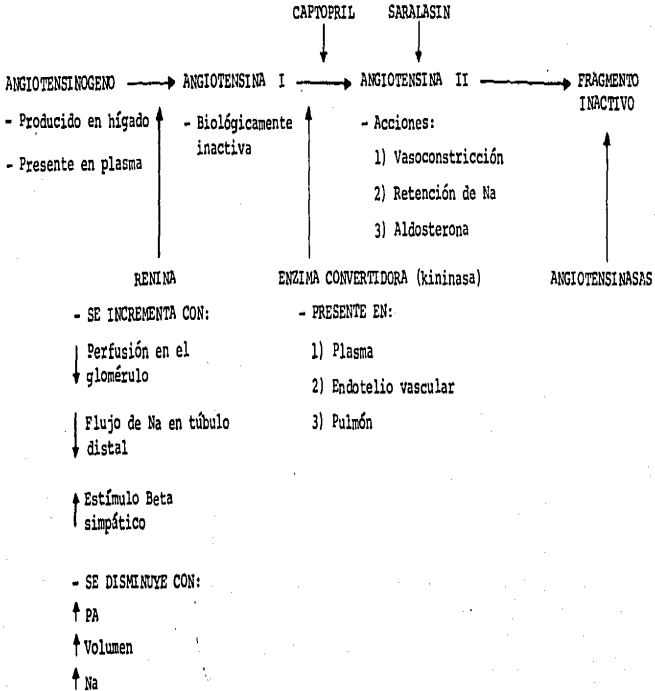 CAPTOPRIL SARALASIN
ANGIOTENSINOGENO ANGIOTENSINA I ANGIOTENSINA II FRAGMENTO
INACTIVO
- Producido en hígado
- Presente en plasma
- Biológicamente
inactiva
- Acciones:
1) Vasoconstricción
2) Retención de Na
3) Aldosterona
RENINA ENZIMA CONVERTIDORA (kininasa) ANGIOTENSINASAS
- SE INCREMENTA CON:
↓ Perfusión en el
glomérulo
↓ Flujo de Na en túbulo
distal
↑ Estímulo Beta
simpático
- SE DISMINUYE CON:
↑ PA
↑ Volumen
↑ Na
- PRESENTE EN:
1) Plasma
2) Endotelio vascular
3) Pulmón